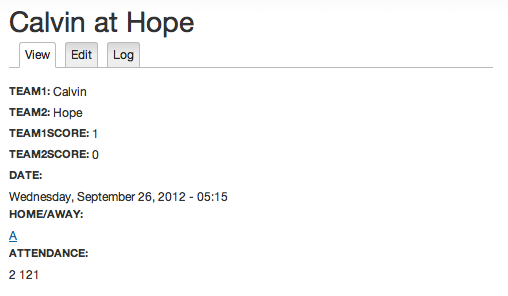 Calvin at Hope
View Edit Log
TEAM1: Calvin
TEAM2: Hope
TEAM1SCORE: 1
TEAM2SCORE: 0
DATE:
Wednesday, September 26, 2012 - 05:15
HOME/AWAY:
A
ATTENDANCE:
2 121